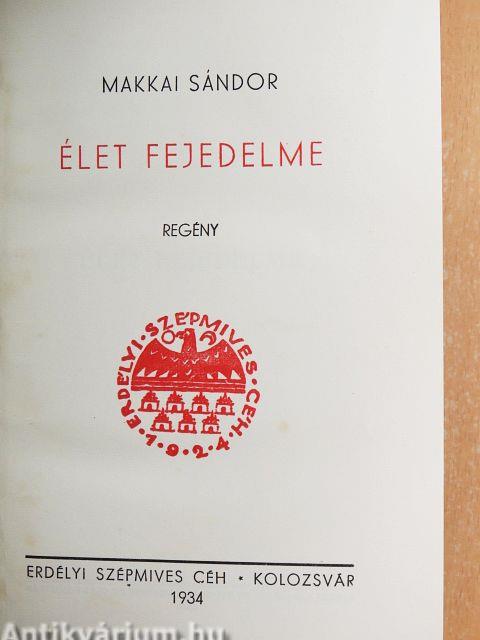 MAKKAI SÁNDOR
ÉLET FEJEDELME
REGÉNY
ERDÉLYI · SZÉPMIVES · CÉH · 1924 ·
ERDÉLYI SZÉPMIVES CÉH * KOLOZSVÁR
1934
Antikvárium.hu